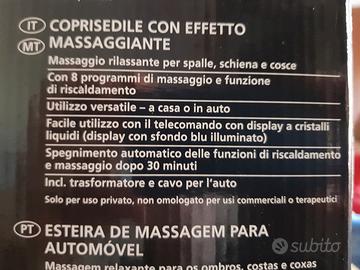 IT COPRISEDILE CON EFFETTO
MT MASSAGGIANTE
Massaggio rilassante per spalle, schiena e cosce
Con 8 programmi di massaggio e funzione
di riscaldamento
Utilizzo versatile – a casa o in auto
Facile utilizzo con il telecomando con display a cristalli
liquidi (display con sfondo blu illuminato)
Spegnimento automatico delle funzioni di riscaldamento
e massaggio dopo 30 minuti
Incl. trasformatore e cavo per l'auto
Solo per uso privato, non omologato per usi commerciali o terapeutici
PT ESTEIRA DE MASSAGEM PARA
AUTOMÓVEL
Massagem relaxante para os ombros, costas e coxas
subito